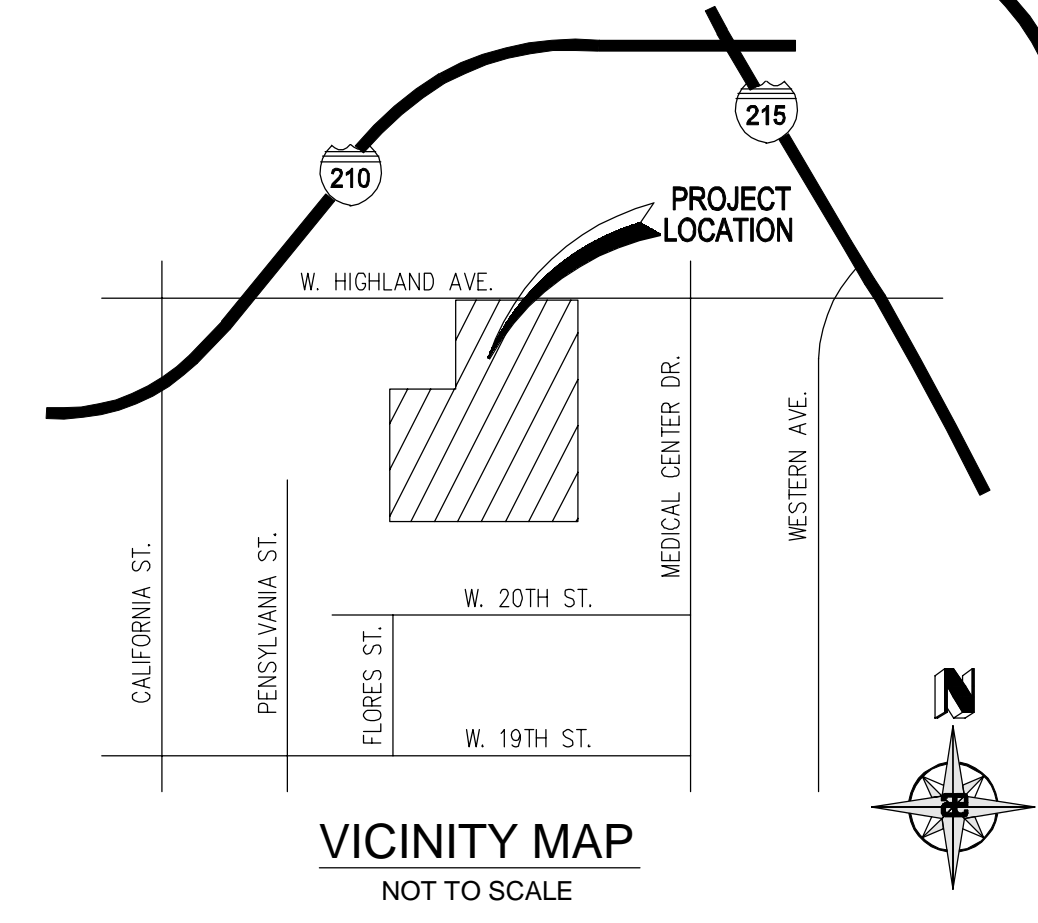 215
210
PROJECT
LOCATION
W. HIGHLAND AVE.
MEDICAL CENTER DR.
WESTERN AVE.
CALIFORNIA ST.
PENSYLVANIA ST.
W. 20TH ST.
FLORES ST.
W. 19TH ST.
N
VICINITY MAP
NOT TO SCALE